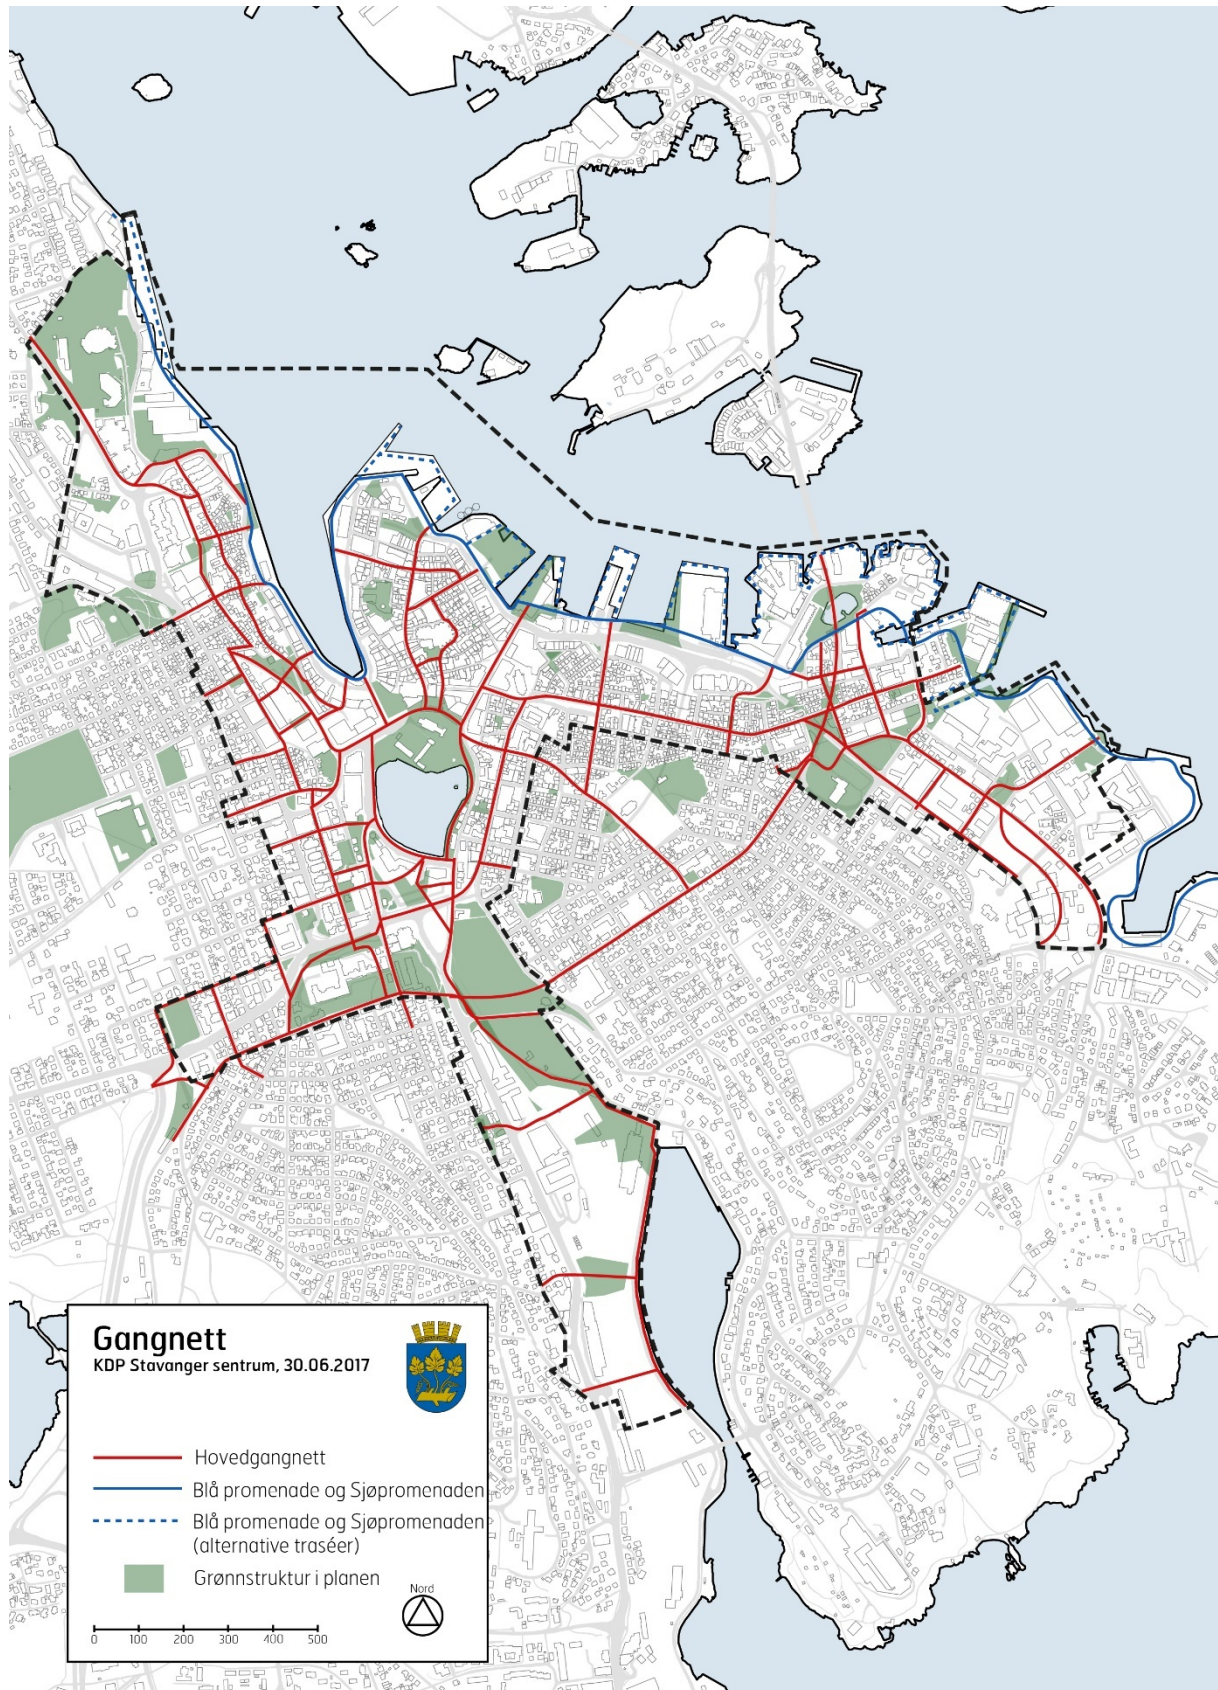 Gangnett
KDP Stavanger sentrum, 30.06.2017
Hovedgangnett
Blå promenade og Sjøpromenaden
Blå promenade og Sjøpromenaden
(alternative traséer)
Grønnstruktur i planen
Nord
0 100 200 300 400 500